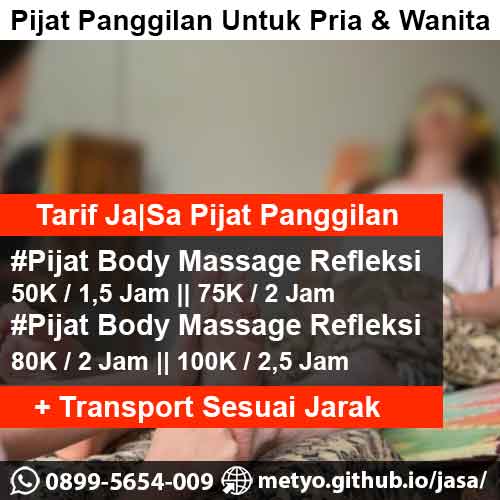 Pijat Panggilan Untuk Pria & Wanita
Tarif Ja|Sa Pijat Panggilan
#Pijat Body Massage Refleksi
50K / 1,5 Jam || 75K / 2 Jam
#Pijat Body Massage Refleksi
80K / 2 Jam || 100K / 2,5 Jam
+ Transport Sesuai Jarak
0899-5654-009 metyo.github.io/jasa/